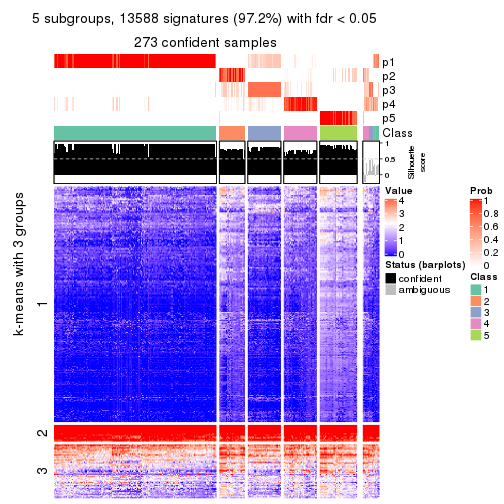 5 subgroups, 13588 signatures (97.2%) with fdr < 0.05
273 confident samples
p1
p2
p3
p4
p5
Class
1
0.5
0
Silhouette
score
k-means with 3 groups
1
2
3
Value
4
3
2
1
0
Status (barplots)
confident
ambiguous
Prob
1
0.8
0.6
0.4
0.2
0
Class
1
2
3
4
5